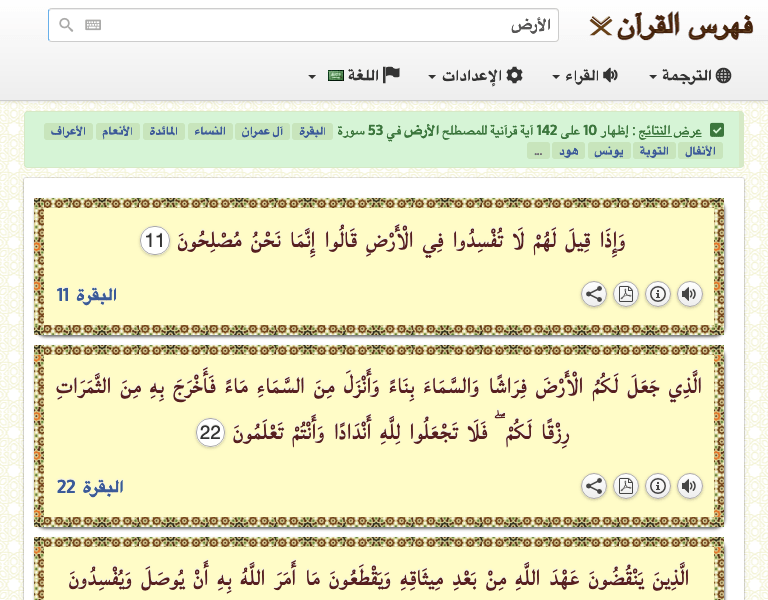 فهرس القرآن
الأرض
الترجمة
القراء
الإعدادات
اللغة
عرض النتائج : إظهار 10 على 142 آية قرآنية للمصطلح الأرض في 53 سورة البقرة آل عمران النساء المائدة الأنعام الأعراف
الأنفال التوبة يونس هود ...
وَإِذَا قِيلَ لَهُمْ لَا تُفْسِدُوا فِي الْأَرْضِ قَالُوا إِنَّمَا نَحْنُ مُصْلِحُونَ 11
البقرة 11
الَّذِي جَعَلَ لَكُمُ الْأَرْضَ فِرَاشًا وَالسَّمَاءَ بِنَاءً وَأَنْزَلَ مِنَ السَّمَاءِ مَاءً فَأَخْرَجَ بِهِ مِنَ الثَّمَرَاتِ
رِزْقًا لَكُمْ ۖ فَلَا تَجْعَلُوا لِلَّهِ أَنْدَادًا وَأَنْتُمْ تَعْلَمُونَ 22
البقرة 22
الَّذِينَ يَنْقُضُونَ عَهْدَ اللَّهِ مِنْ بَعْدِ مِيثَاقِهِ وَيَقْطَعُونَ مَا أَمَرَ اللَّهُ بِهِ أَنْ يُوصَلَ وَيُفْسِدُونَ